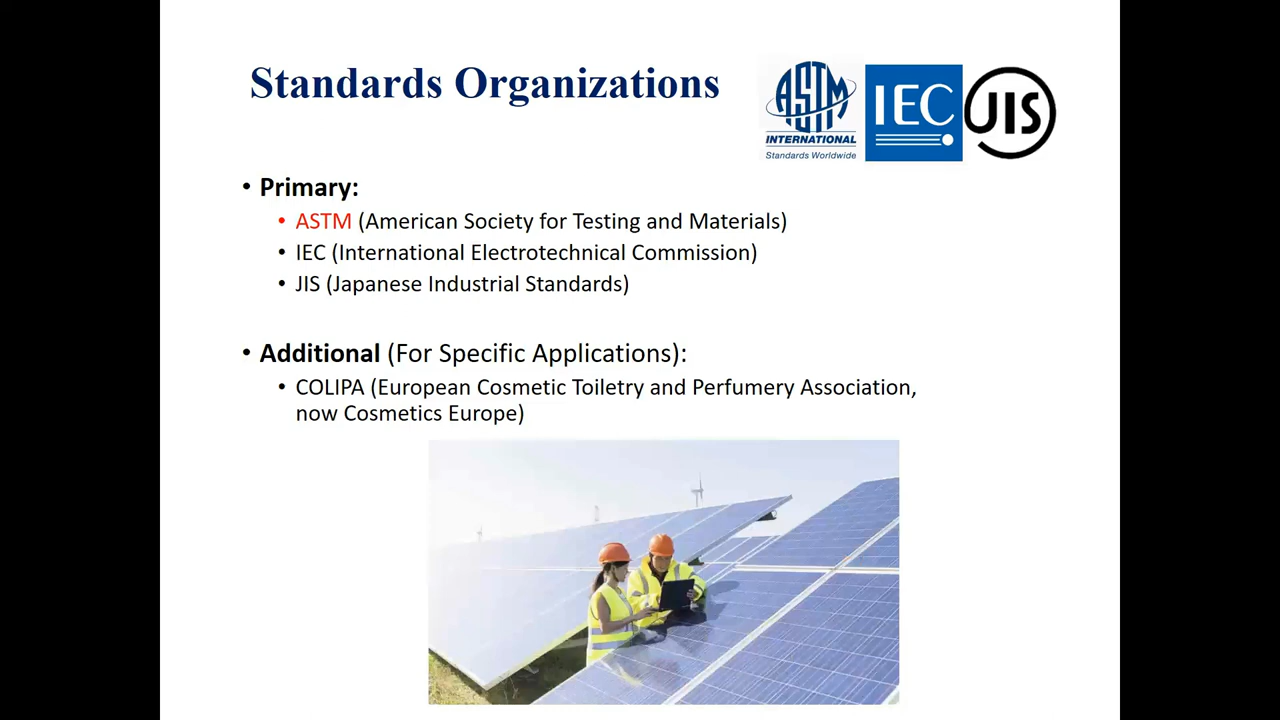 Standards Organizations
ASTM
INTERNATIONAL
Standards Worldwide
IEC
JIS
• Primary:
• ASTM (American Society for Testing and Materials)
• IEC (International Electrotechnical Commission)
• JIS (Japanese Industrial Standards)
• Additional (For Specific Applications):
• COLIPA (European Cosmetic Toiletry and Perfumery Association,
now Cosmetics Europe)